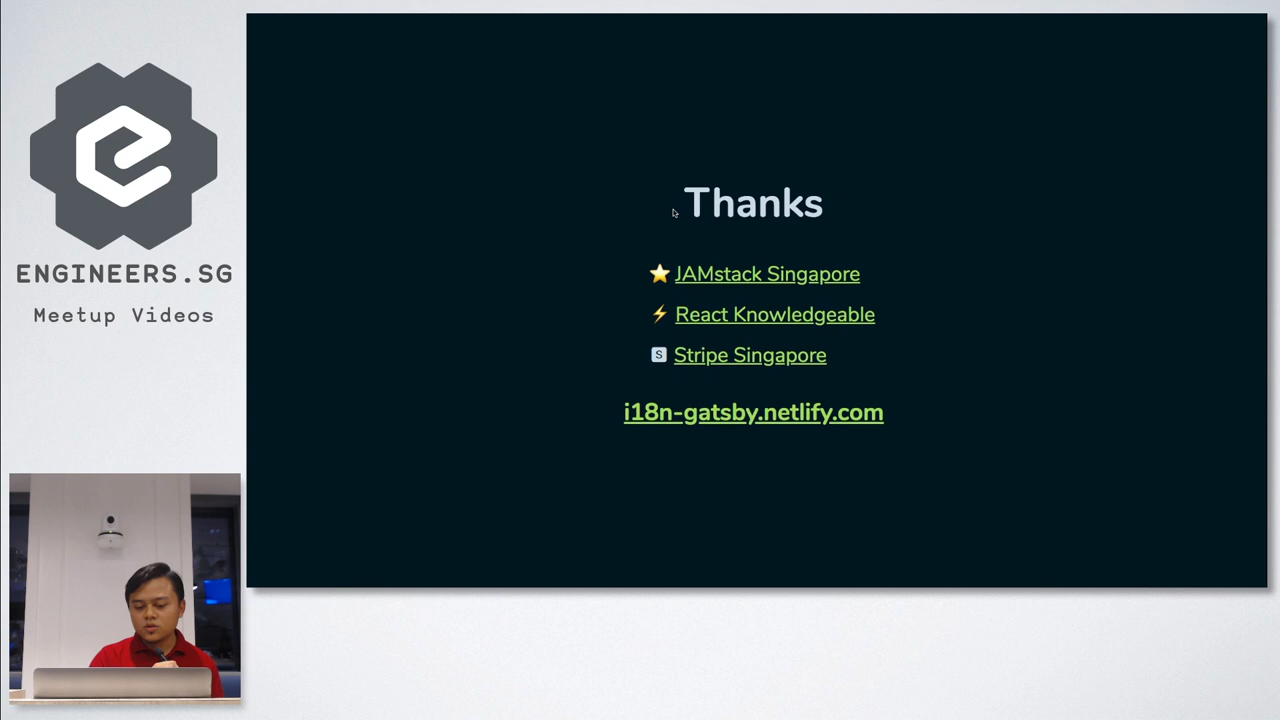 ENGINEERS.SG
Meetup Videos
Thanks
⭐ JAMstack Singapore
⚡ React Knowledgeable
S Stripe Singapore
i18n-gatsby.netlify.com